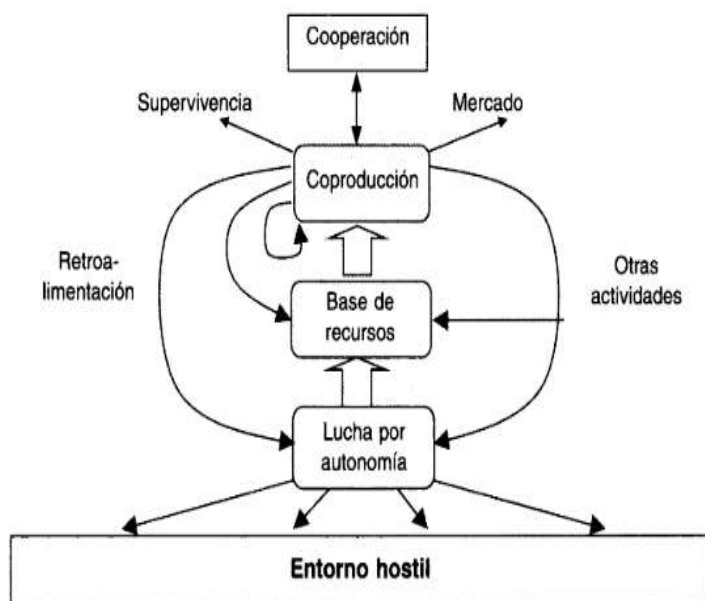 Cooperación
Supervivencia
Mercado
Coproducción
Retroa-
limentación
Otras
actividades
Base de
recursos
Lucha por
autonomía
Entorno hostil